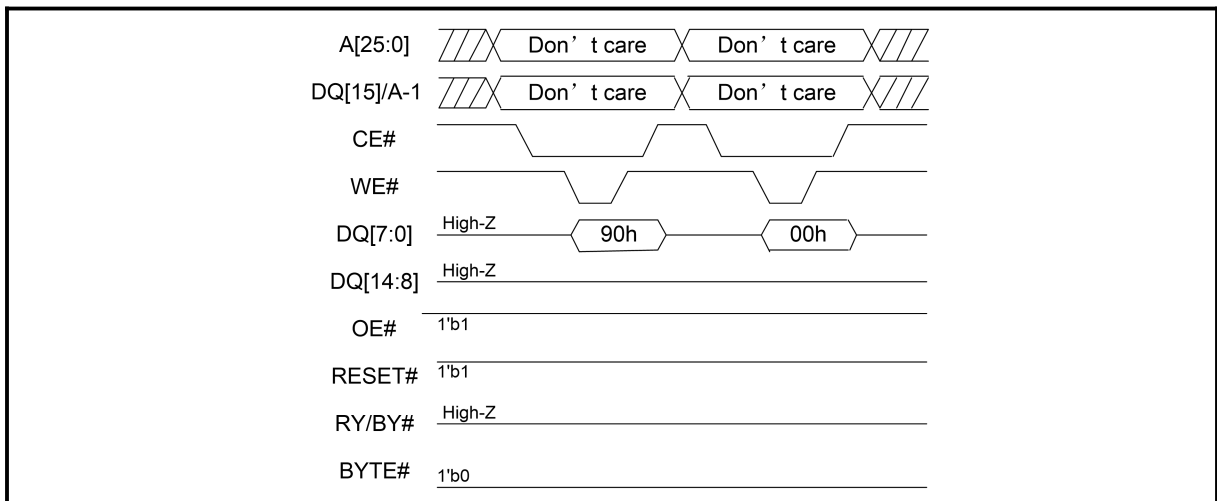 A[25:0] Don’t care Don’t care
DQ[15]/A-1 Don’t care Don’t care
CE#
WE#
DQ[7:0] High-Z 90h 00h
DQ[14:8] High-Z
OE# 1'b1
RESET# 1'b1
RY/BY# High-Z
BYTE# 1'b0